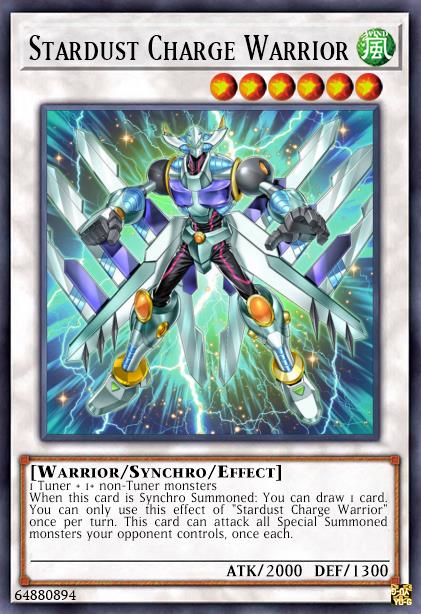 STARDUST CHARGE WARRIOR
WIND
風
[WARRIOR/SYNCHRO/EFFECT]
1 Tuner + 1+ non-Tuner monsters
When this card is Synchro Summoned: You can draw 1 card.
You can only use this effect of "Stardust Charge Warrior"
once per turn. This card can attack all Special Summoned
monsters your opponent controls, once each.
ATK/2000 DEF/1300
64880894